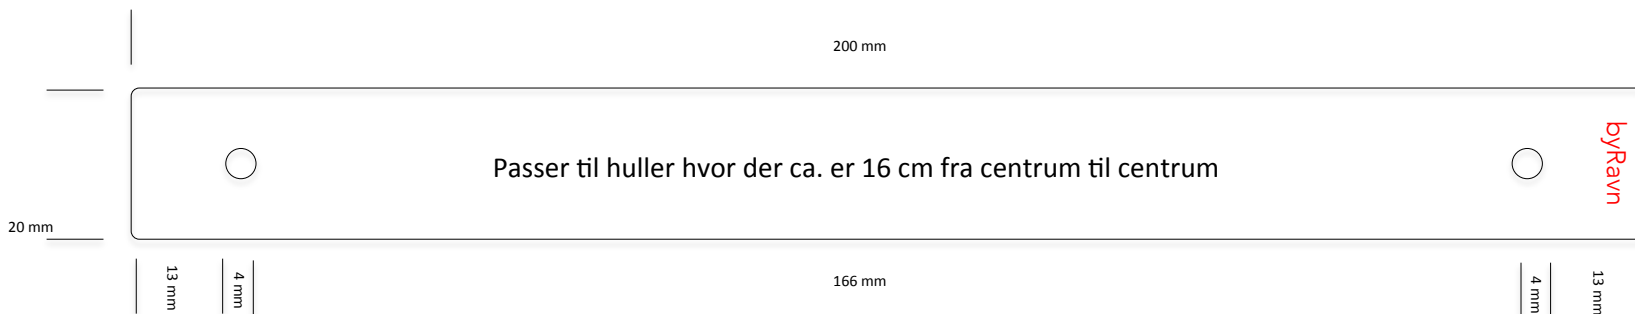 200 mm
Passer til huller hvor der ca. er 16 cm fra centrum til centrum
byRavn
20 mm
13 mm
4 mm
166 mm
4 mm
13 mm